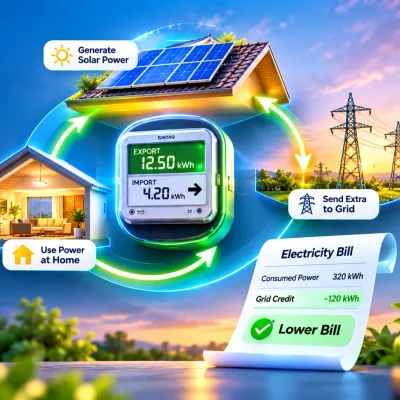 Generate
Solar Power
EXPORT
12.50 kWh
IMPORT
4.20 kWh
Send Extra
to Grid
Use Power
at Home
Electricity Bill
Consumed Power 320 kWh
Grid Credit -120 kWh
Lower Bill